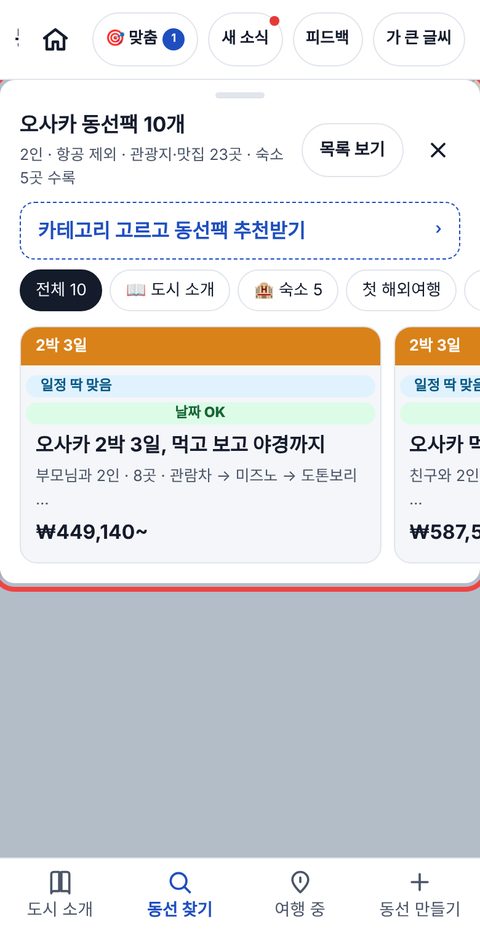 맞춤 1
새 소식
피드백
가 큰 글씨
오사카 동선팩 10개
2인 · 항공 제외 · 관광지·맛집 23곳 · 숙소
5곳 수록
목록 보기
카테고리 고르고 동선팩 추천받기
전체 10
도시 소개
숙소 5
첫 해외여행
2박 3일
일정 딱 맞음
날짜 OK
오사카 2박 3일, 먹고 보고 야경까지
부모님과 2인 · 8곳 · 관람차 → 미즈노 → 도톤보리
...
₩449,140~
2박 3일
일정 딱 맞
오사카 먹
친구와 2인
...
₩587,5
도시 소개
동선 찾기
여행 중
동선 만들기